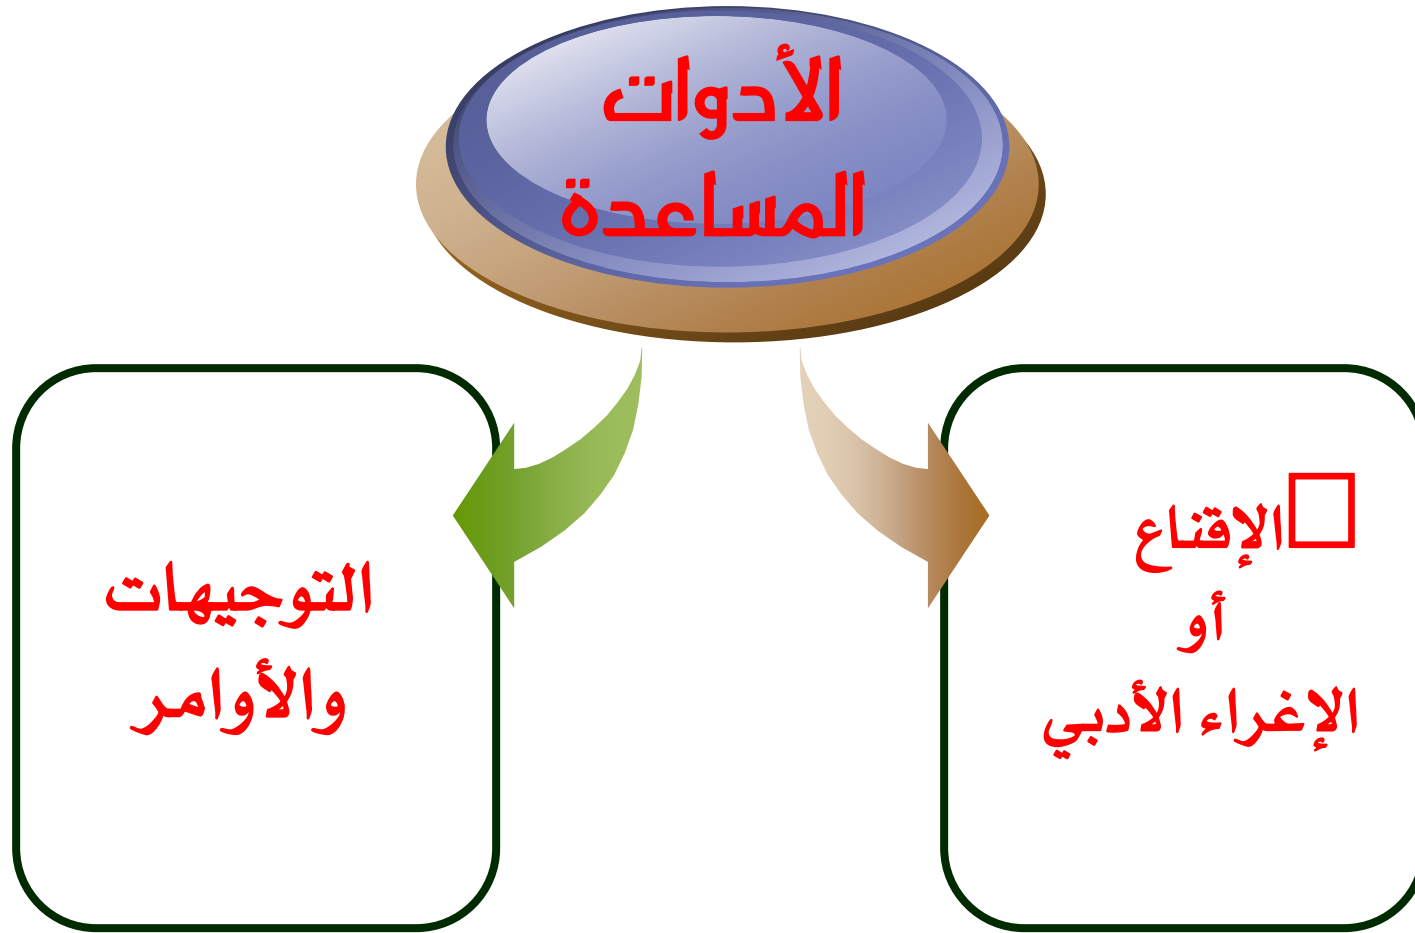 الأدوات
المساعدة
الإقناع
أو
الإغراء الأدبي
التوجيهات
والأوامر